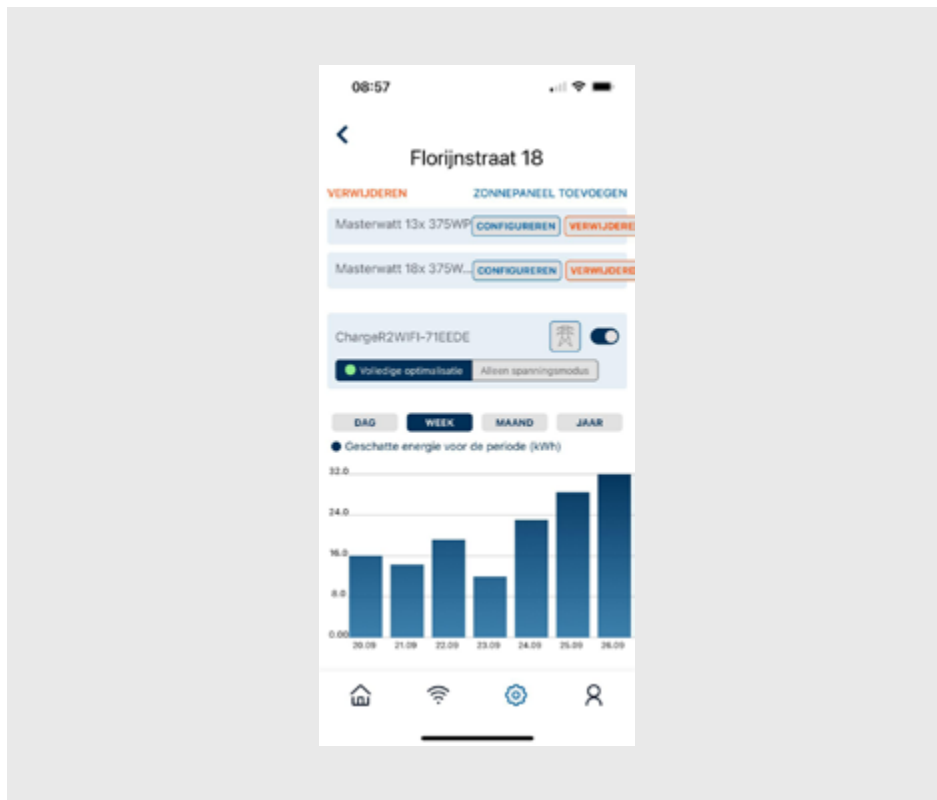 08:57
Florijnstraat 18
VERWIJDEREN ZONNEPANEEL TOEVOEGEN
Masterwatt 13x 375WP CONFIGUREREN VERWIJDERE
Masterwatt 18x 375W... CONFIGUREREN VERWIJDERE
ChargeR2WIFI-71EEDE
Volledige optimalisatie Alleen spanningsmodus
DAG WEEK MAAND JAAR
Geschatte energie voor de periode (kWh)
32.0
24.0
16.0
8.0
0.00
20.09 21.09 22.09 23.09 24.09 25.09 26.09